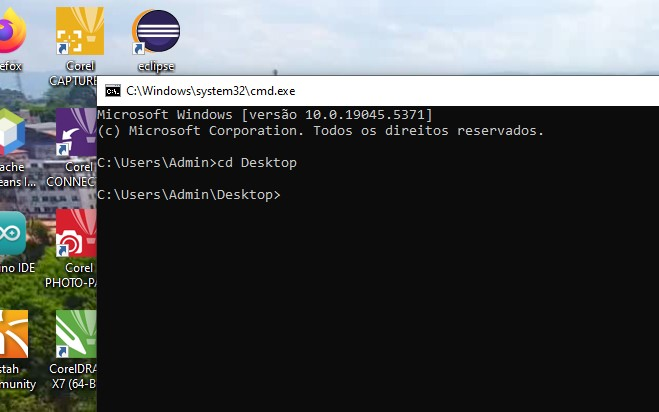 efox
Corel
CAPTURE
eclipse
C:\Windows\system32\cmd.exe
Microsoft Windows [versão 10.0.19045.5371]
(c) Microsoft Corporation. Todos os direitos reservados.
C:\Users\Admin>cd Desktop
C:\Users\Admin\Desktop>
ache
eans I...
Corel
CONNEC
no IDE
Corel
PHOTO-PA
stah
munity
CorelDRA
X7 (64-B